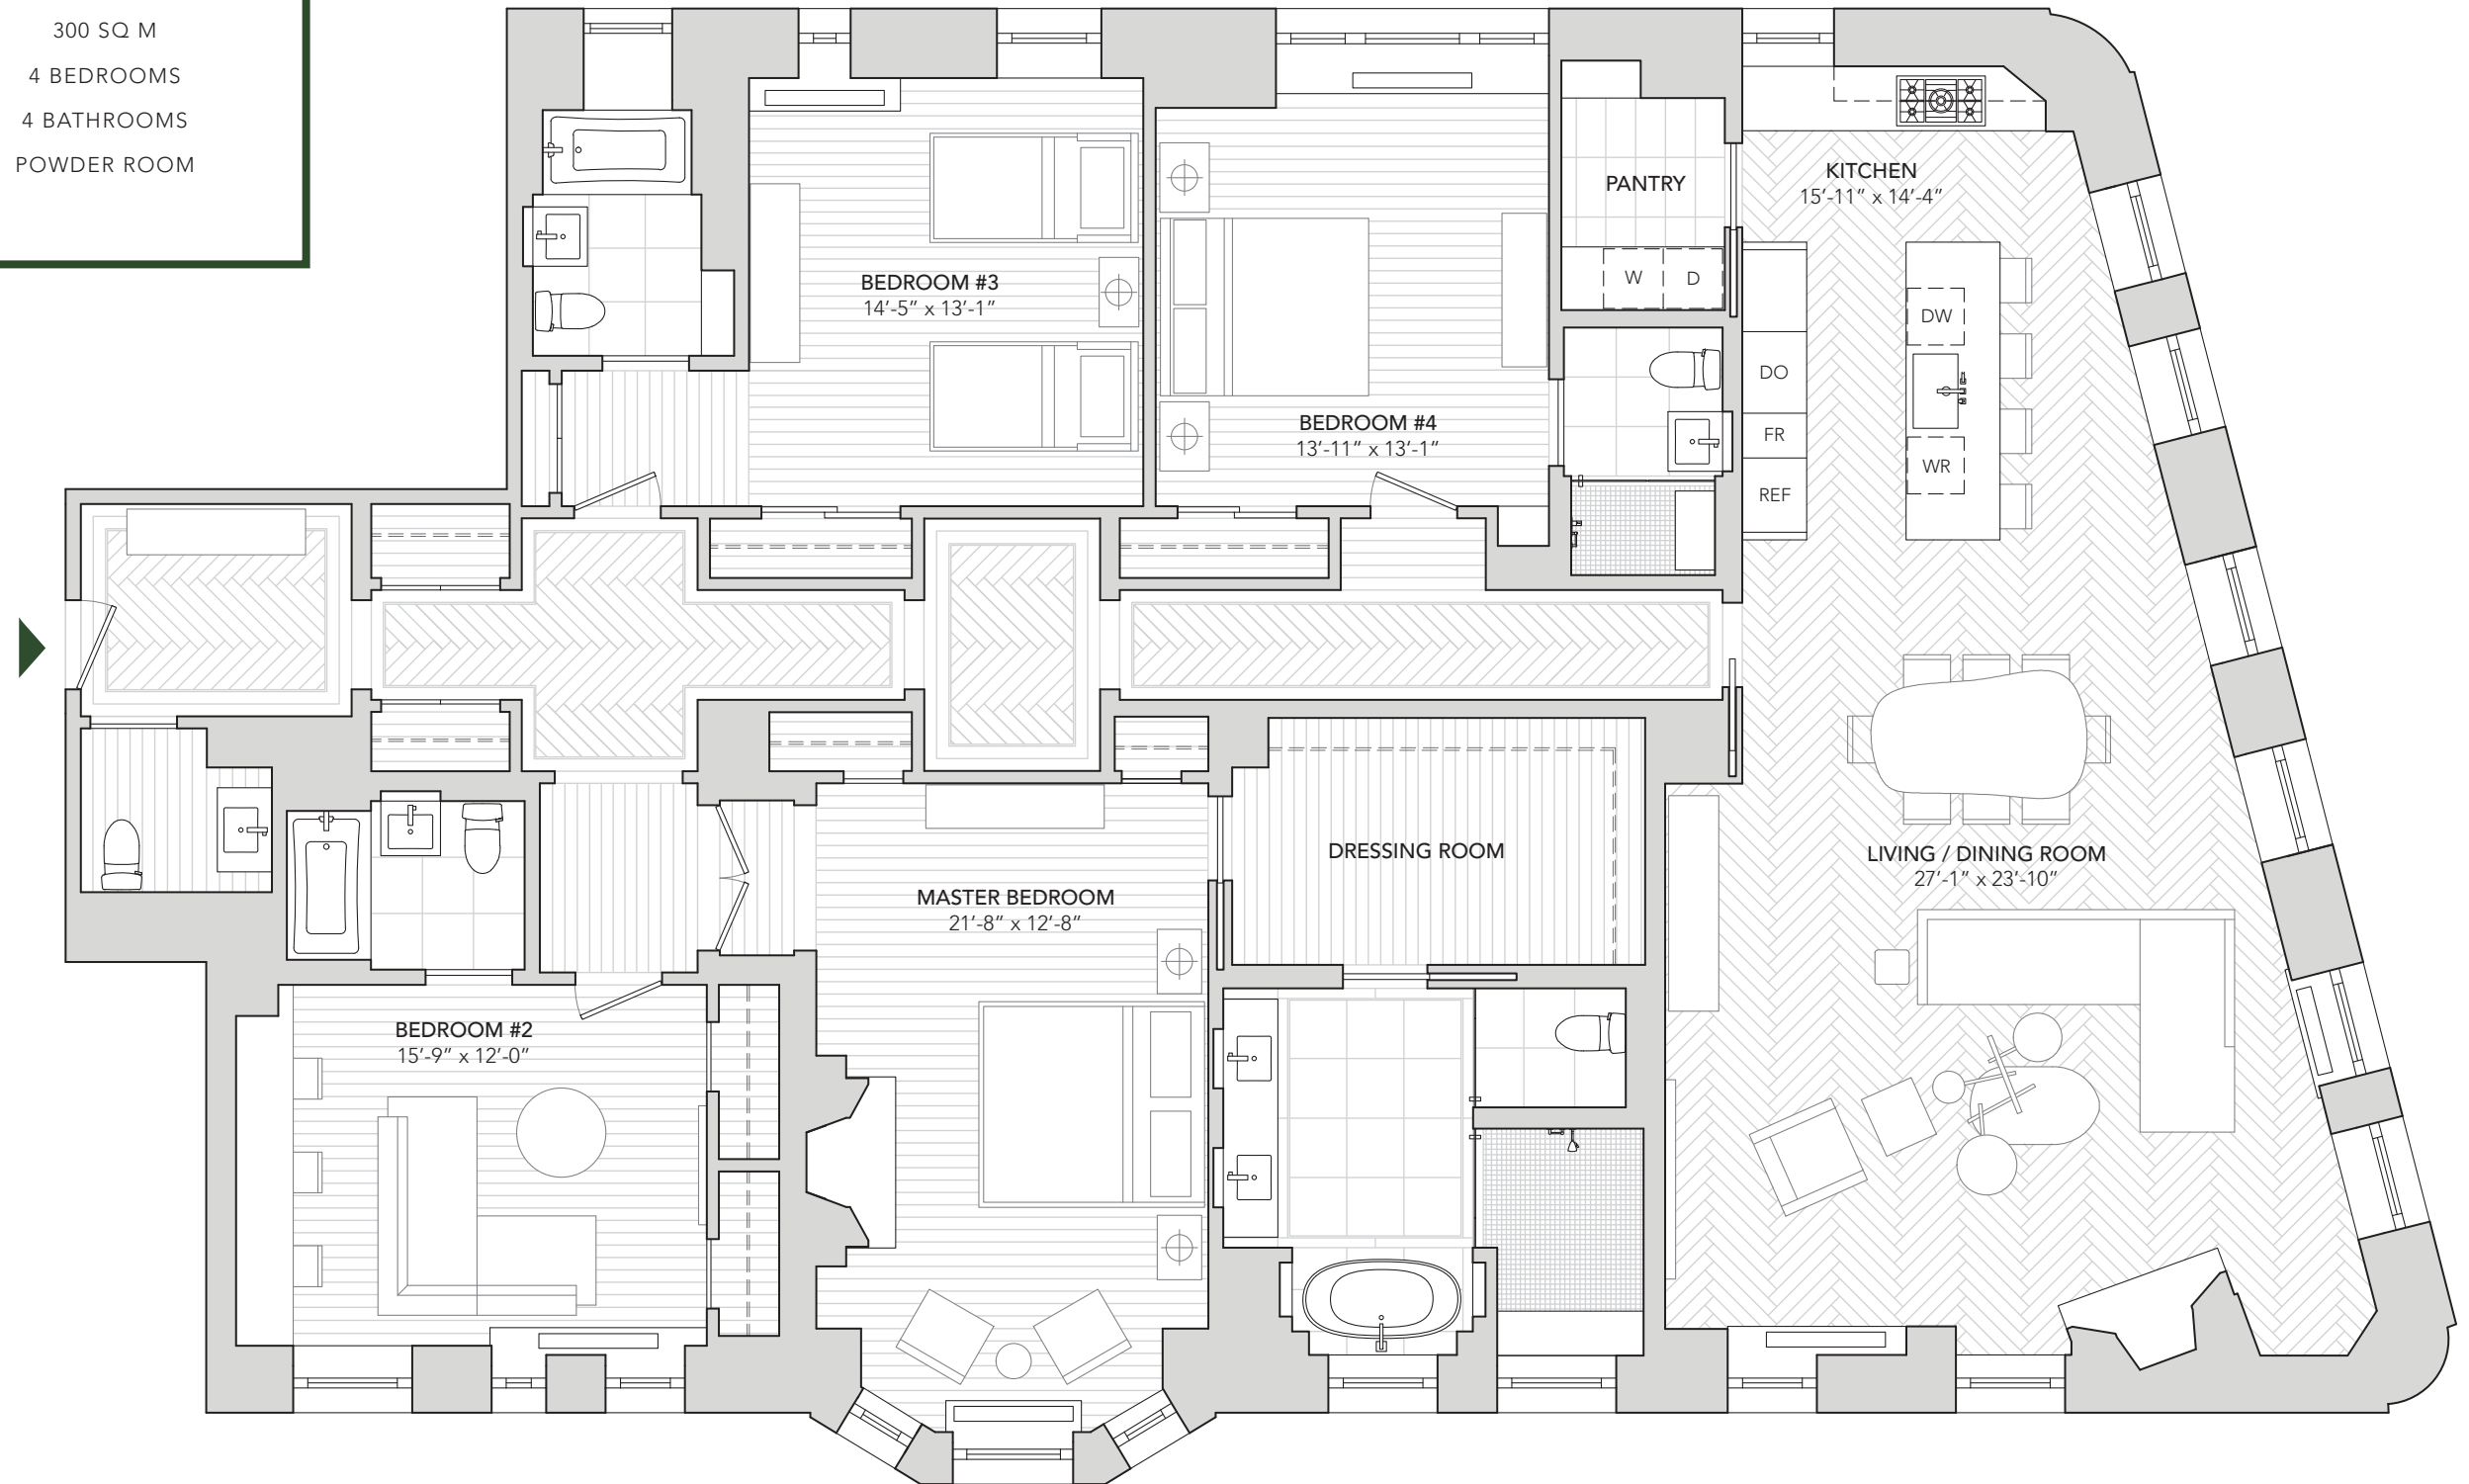 300 SQ M
4 BEDROOMS
4 BATHROOMS
POWDER ROOM
PANTRY
W
D
KITCHEN
15’-11” x 14’-4”
BEDROOM #3
14’-5” x 13’-1”
DW
DO
BEDROOM #4
13’-11” x 13’-1”
FR
WR
REF
DRESSING ROOM
LIVING / DINING ROOM
27’-1” x 23’-10”
MASTER BEDROOM
21’-8” x 12’-8”
BEDROOM #2
15’-9” x 12’-0”